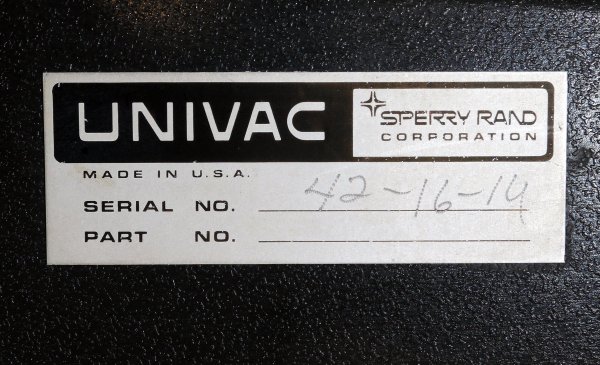 UNIVAC
SPERRY RAND
CORPORATION
MADE IN U.S.A.
SERIAL NO. 42-16-14
PART NO.